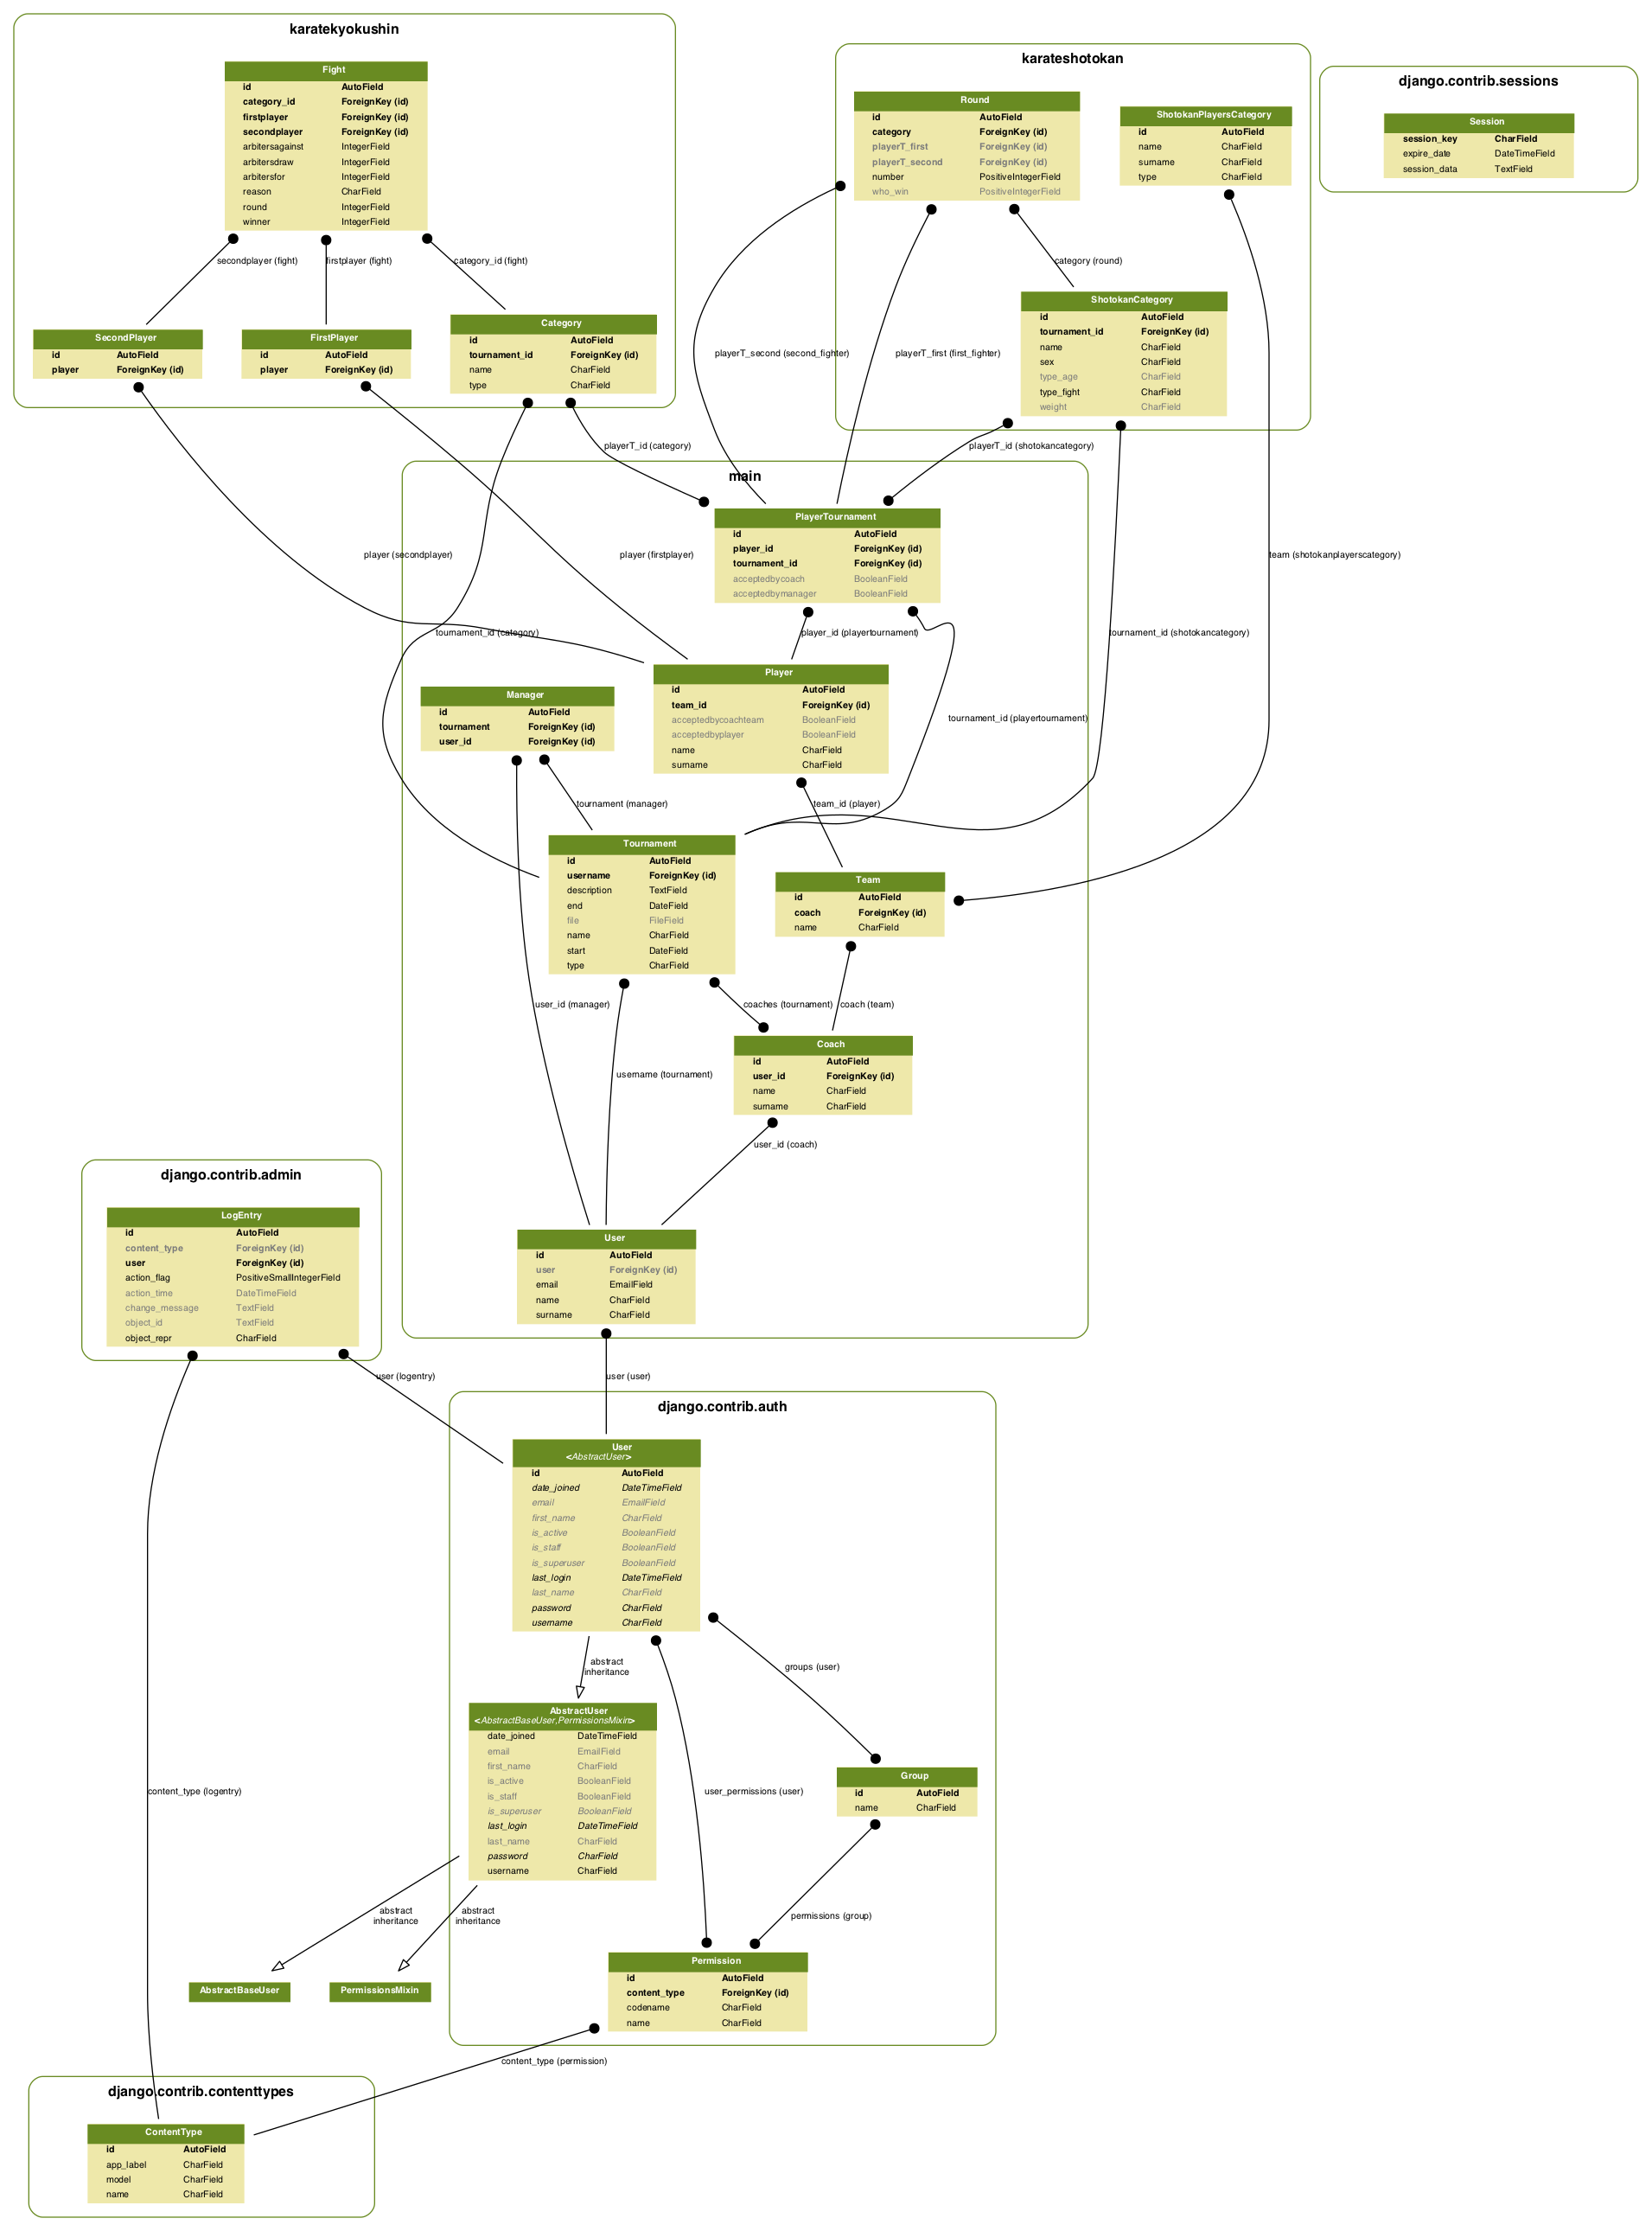 karatekyokushin
Fight
id AutoField
category_id ForeignKey (id)
firstplayer ForeignKey (id)
secondplayer ForeignKey (id)
arbitersagainst IntegerField
arbitersdraw IntegerField
arbitersfor IntegerField
reason CharField
round IntegerField
winner IntegerField
secondplayer (fight)
firstplayer (fight)
category_id (fight)
SecondPlayer
id AutoField
player ForeignKey (id)
FirstPlayer
id AutoField
player ForeignKey (id)
Category
id AutoField
tournament_id ForeignKey (id)
name CharField
type CharField
karateshotokan
Round
id AutoField
category ForeignKey (id)
playerT_first ForeignKey (id)
playerT_second ForeignKey (id)
number PositiveIntegerField
who_win PositiveIntegerField
ShotokanPlayersCategory
id AutoField
name CharField
surname CharField
type CharField
category (round)
ShotokanCategory
id AutoField
tournament_id ForeignKey (id)
name CharField
sex CharField
type_age CharField
type_fight CharField
weight CharField
django.contrib.sessions
Session
session_key CharField
expire_date DateTimeField
session_data TextField
playerT_second (second_fighter)
playerT_first (first_fighter)
playerT_id (category)
playerT_id (shotokancategory)
main
PlayerTournament
id AutoField
player_id ForeignKey (id)
tournament_id ForeignKey (id)
acceptedbycoach BooleanField
acceptedbymanager BooleanField
player (secondplayer)
player (firstplayer)
team (shotokanplayerscategory)
tournament_id (category)
player_id (playertournament)
tournament_id (shotokancategory)
Player
id AutoField
team_id ForeignKey (id)
acceptedbycoachteam BooleanField
acceptedbyplayer BooleanField
name CharField
surname CharField
Manager
id AutoField
tournament ForeignKey (id)
user_id ForeignKey (id)
tournament_id (playertournament)
tournament (manager)
team_id (player)
Tournament
id AutoField
username ForeignKey (id)
description TextField
end DateField
file FileField
name CharField
start DateField
type CharField
Team
id AutoField
coach ForeignKey (id)
name CharField
user_id (manager)
coaches (tournament)
coach (team)
Coach
id AutoField
user_id ForeignKey (id)
name CharField
surname CharField
username (tournament)
user_id (coach)
User
id AutoField
user ForeignKey (id)
email EmailField
name CharField
surname CharField
django.contrib.admin
LogEntry
id AutoField
content_type ForeignKey (id)
user ForeignKey (id)
action_flag PositiveSmallIntegerField
action_time DateTimeField
change_message TextField
object_id TextField
object_repr CharField
user (logentry)
user (user)
django.contrib.auth
User
<AbstractUser>
id AutoField
date_joined DateTimeField
email EmailField
first_name CharField
is_active BooleanField
is_staff BooleanField
is_superuser BooleanField
last_login DateTimeField
last_name CharField
password CharField
username CharField
abstract
inheritance
groups (user)
AbstractUser
<AbstractBaseUser,PermissionsMixin>
date_joined DateTimeField
email EmailField
first_name CharField
is_active BooleanField
is_staff BooleanField
is_superuser BooleanField
last_login DateTimeField
last_name CharField
password CharField
username CharField
content_type (logentry)
user_permissions (user)
Group
id AutoField
name CharField
abstract
inheritance
abstract
inheritance
permissions (group)
AbstractBaseUser
PermissionsMixin
Permission
id AutoField
content_type ForeignKey (id)
codename CharField
name CharField
content_type (permission)
django.contrib.contenttypes
ContentType
id AutoField
app_label CharField
model CharField
name CharField